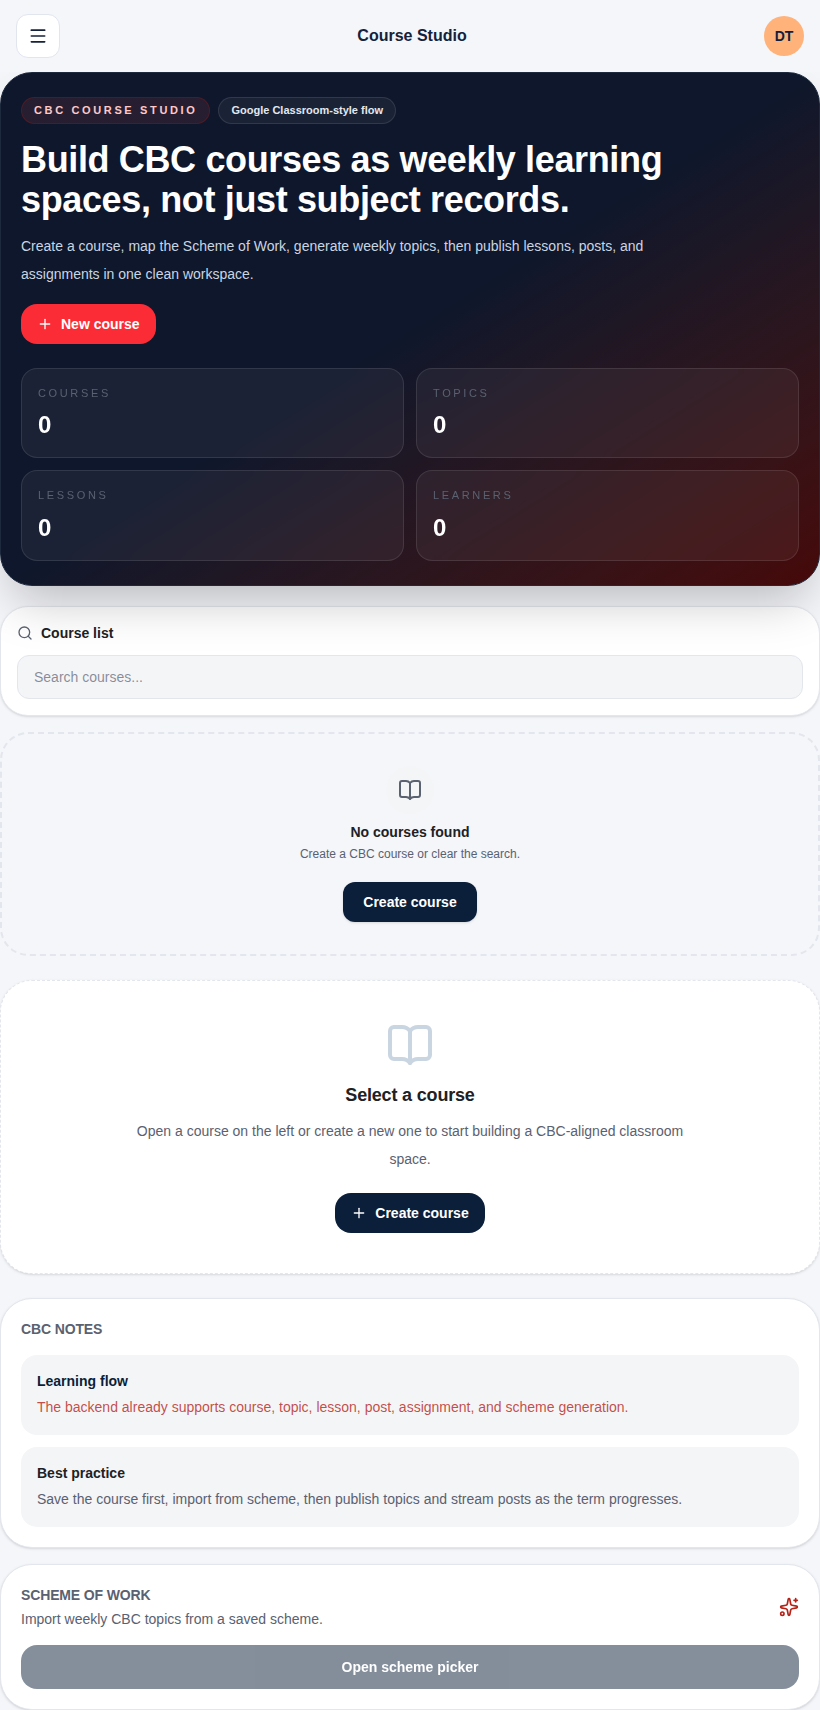 Course Studio
DT
CBC COURSE STUDIO
Google Classroom-style flow
Build CBC courses as weekly learning
spaces, not just subject records.
Create a course, map the Scheme of Work, generate weekly topics, then publish lessons, posts, and
assignments in one clean workspace.
New course
COURSES
0
TOPICS
0
LESSONS
0
LEARNERS
0
Course list
Search courses...
No courses found
Create a CBC course or clear the search.
Create course
Select a course
Open a course on the left or create a new one to start building a CBC-aligned classroom
space.
Create course
CBC NOTES
Learning flow
The backend already supports course, topic, lesson, post, assignment, and scheme generation.
Best practice
Save the course first, import from scheme, then publish topics and stream posts as the term progresses.
SCHEME OF WORK
Import weekly CBC topics from a saved scheme.
Open scheme picker